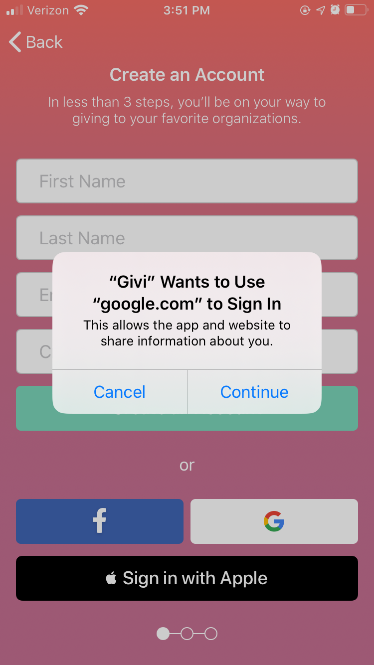 Verizon 3:51 PM
Back
Create an Account
In less than 3 steps, you'll be on your way to
giving to your favorite organizations.
First Name
Last Name
“Givi” Wants to Use
“google.com” to Sign In
This allows the app and website to
share information about you.
Cancel Continue
or
Sign in with Apple